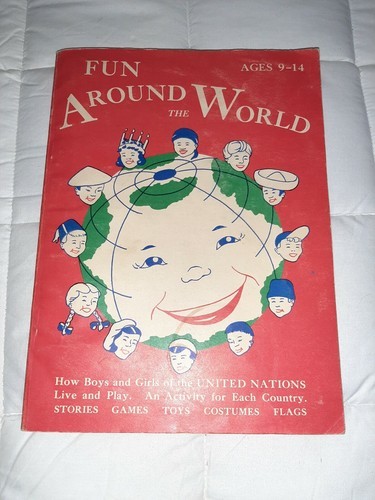 FUN
AGES 9-14
AROUND THE WORLD
How Boys and Girls of the UNITED NATIONS
Live and Play. An Activity for Each Country.
STORIES GAMES TOYS COSTUMES FLAGS